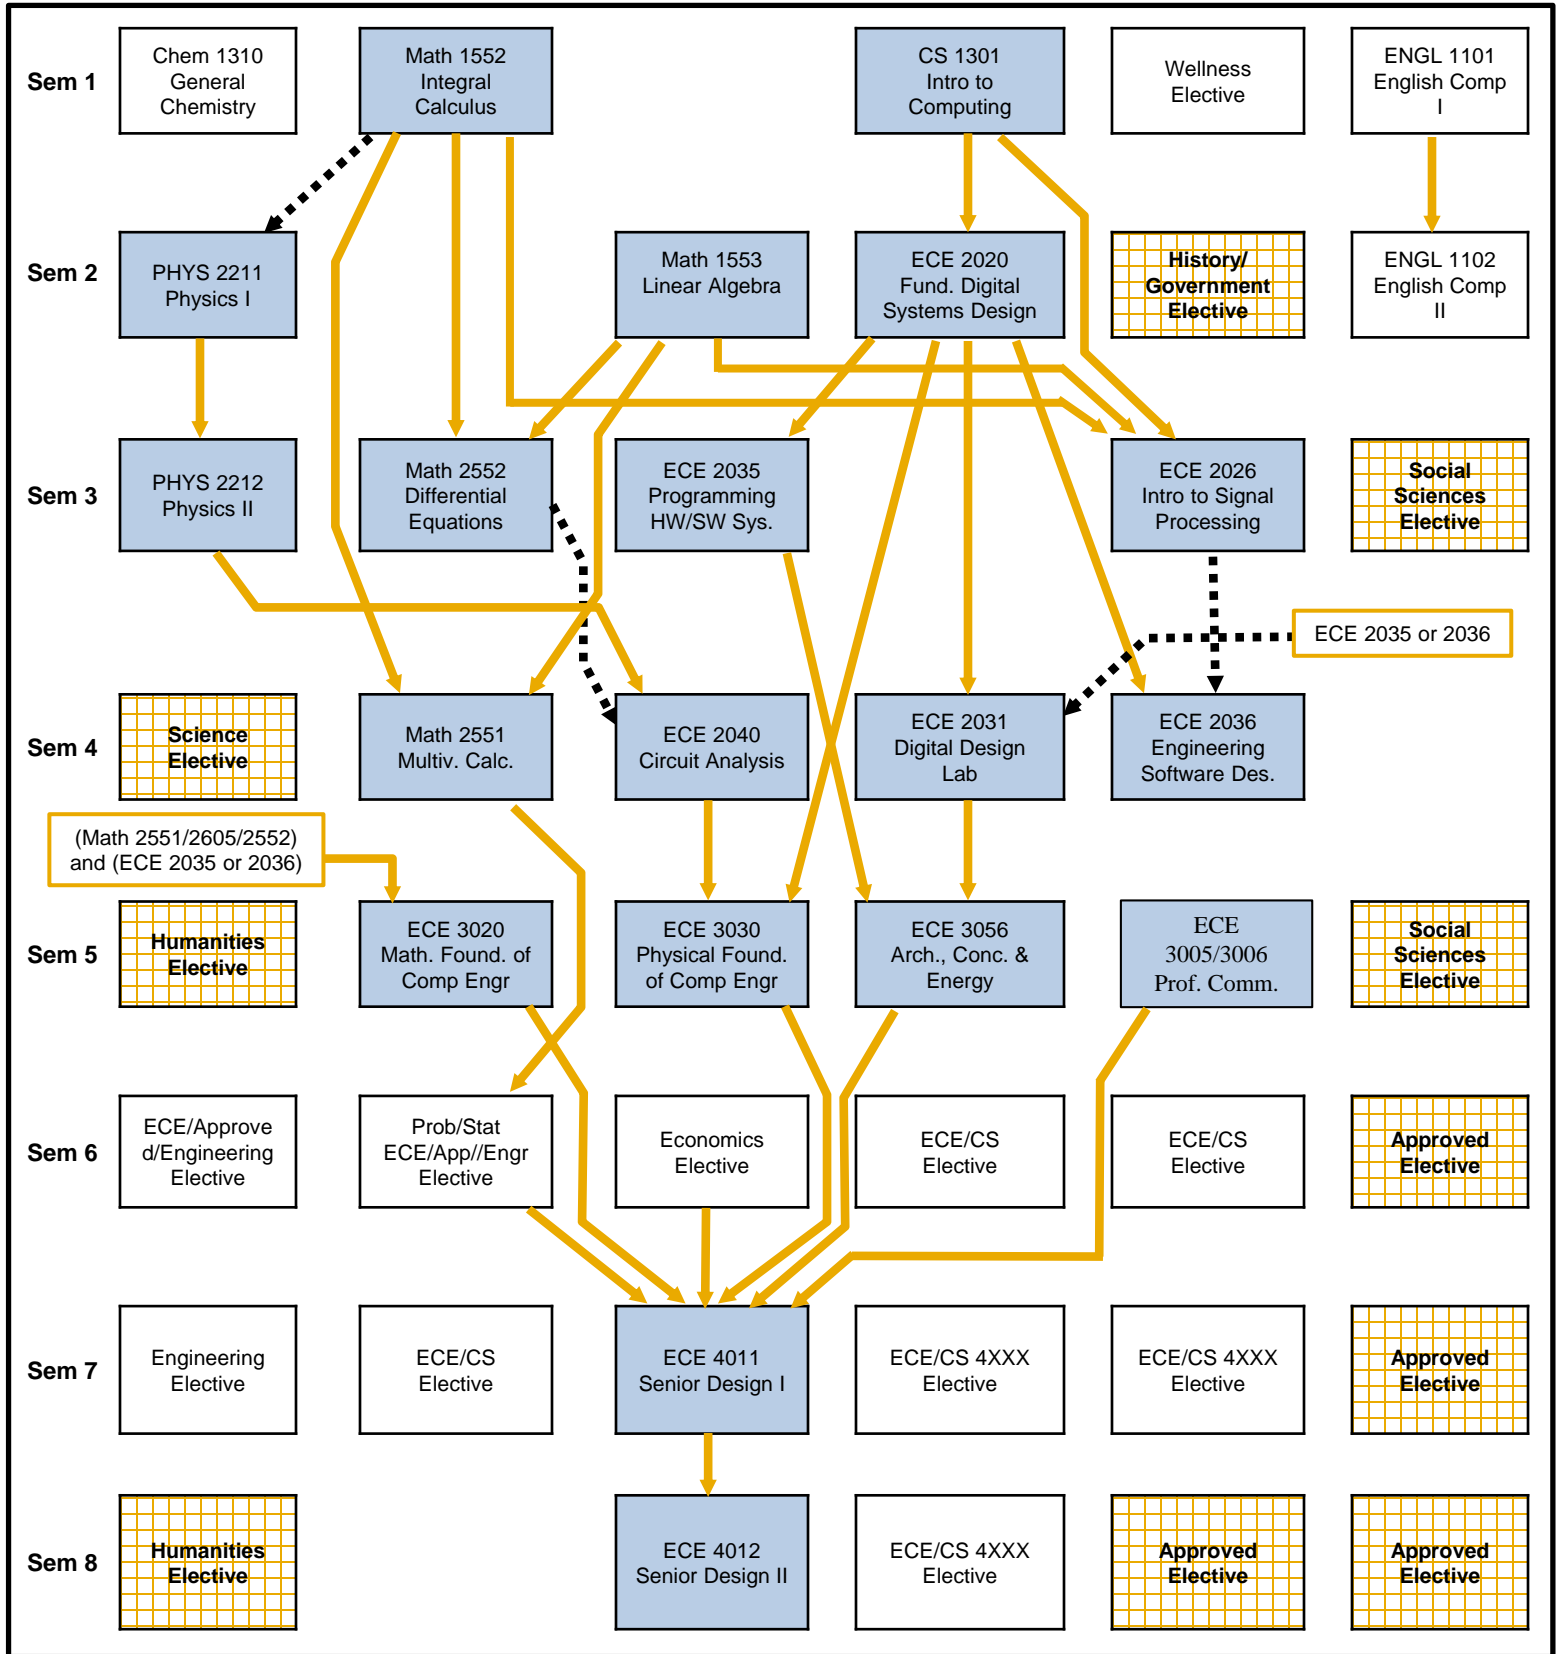 Sem 1
Chem 1310
General
Chemistry
Math 1552
Integral
Calculus
CS 1301
Intro to
Computing
Wellness
Elective
ENGL 1101
English Comp
I
Sem 2
PHYS 2211
Physics I
Math 1553
Linear Algebra
ECE 2020
Fund. Digital
Systems Design
History/
Government
Elective
ENGL 1102
English Comp
II
Sem 3
PHYS 2212
Physics II
Math 2552
Differential
Equations
ECE 2035
Programming
HW/SW Sys.
ECE 2026
Intro to Signal
Processing
Social
Sciences
Elective
ECE 2035 or 2036
Sem 4
Science
Elective
Math 2551
Multiv. Calc.
ECE 2040
Circuit Analysis
ECE 2031
Digital Design
Lab
ECE 2036
Engineering
Software Des.
(Math 2551/2605/2552)
and (ECE 2035 or 2036)
Sem 5
Humanities
Elective
ECE 3020
Math. Found. of
Comp Engr
ECE 3030
Physical Found.
of Comp Engr
ECE 3056
Arch., Conc. &
Energy
ECE
3005/3006
Prof. Comm.
Social
Sciences
Elective
Sem 6
ECE/Approve
d/Engineering
Elective
Prob/Stat
ECE/App//Engr
Elective
Economics
Elective
ECE/CS
Elective
ECE/CS
Elective
Approved
Elective
Sem 7
Engineering
Elective
ECE/CS
Elective
ECE 4011
Senior Design I
ECE/CS 4XXX
Elective
ECE/CS 4XXX
Elective
Approved
Elective
Sem 8
Humanities
Elective
ECE 4012
Senior Design II
ECE/CS 4XXX
Elective
Approved
Elective
Approved
Elective